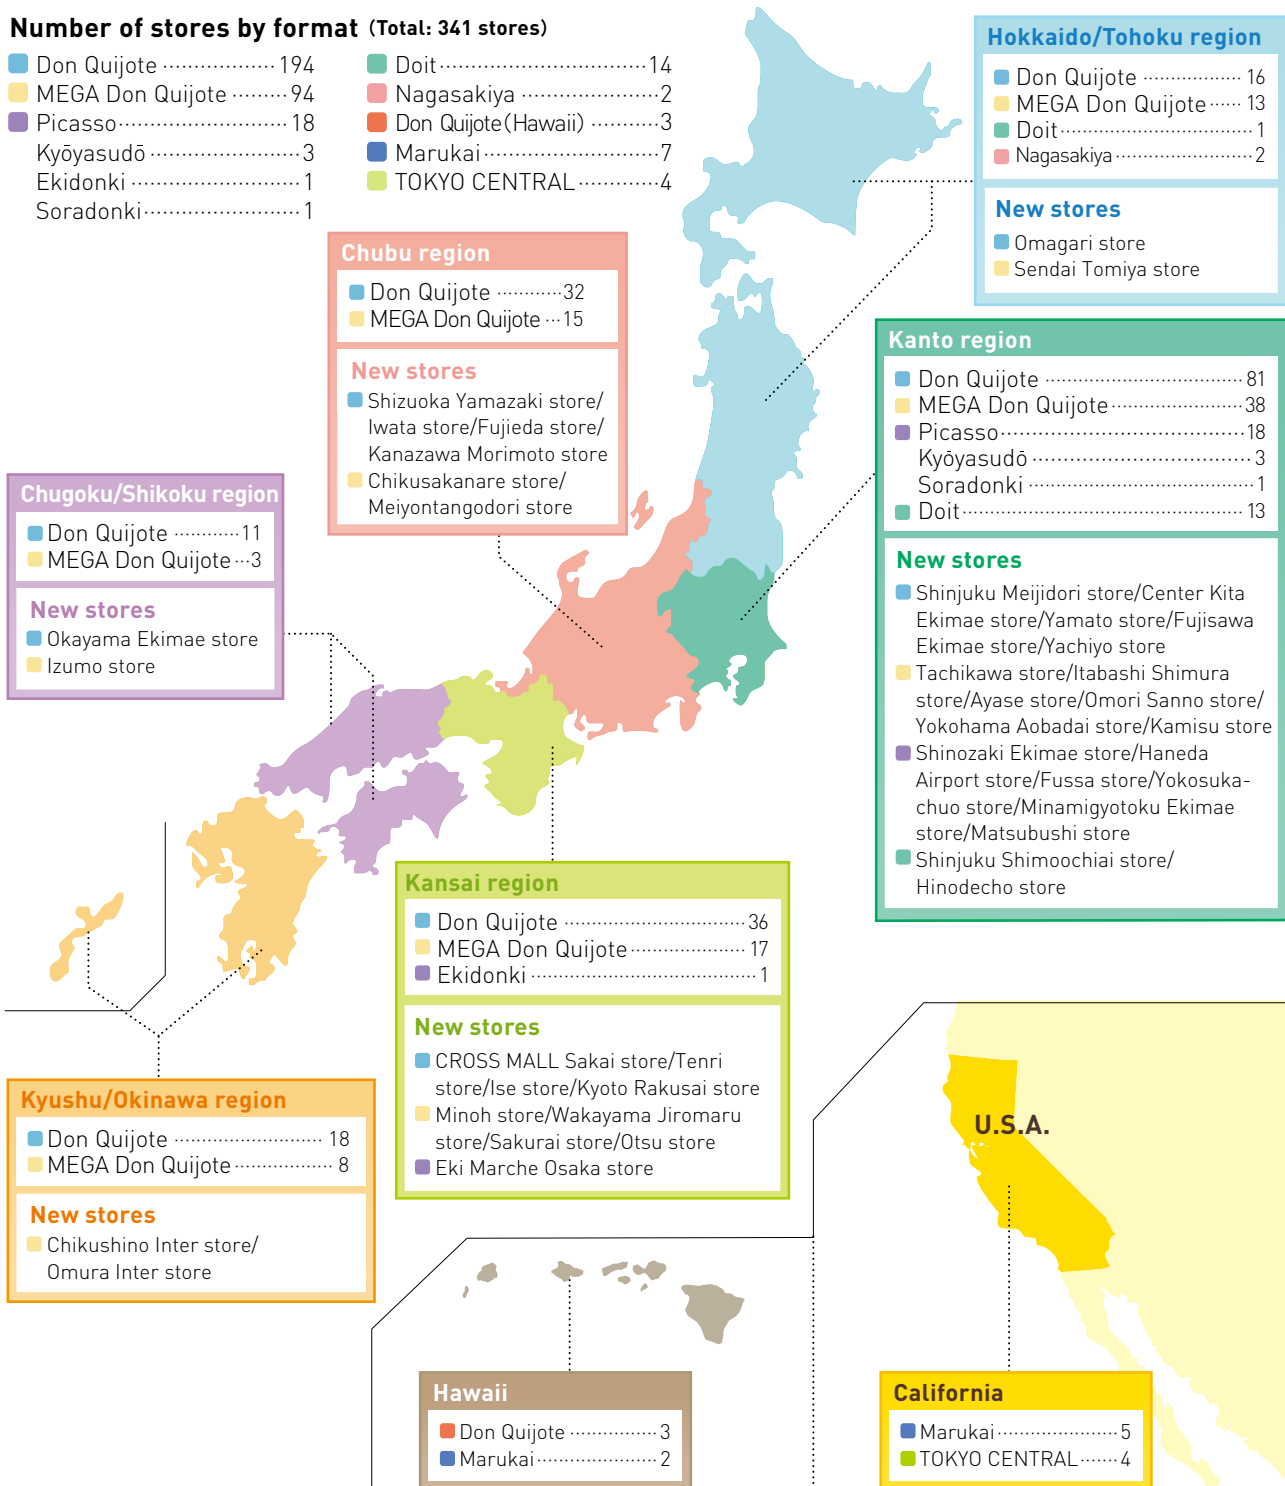 Number of stores by format (Total: 341 stores)
Don Quijote 194
MEGA Don Quijote 94
Picasso 18
Kyōyasudō 3
Ekidonki 1
Soradonki 1
Doit 14
Nagasakiya 2
Don Quijote(Hawaii) 3
Marukai 7
TOKYO CENTRAL 4
Hokkaido/Tohoku region
Don Quijote 16
MEGA Don Quijote 13
Doit 1
Nagasakiya 2
New stores
Omagari store
Sendai Tomiya store
Chubu region
Don Quijote 32
MEGA Don Quijote 15
New stores
Shizuoka Yamazaki store/
Iwata store/Fujieda store/
Kanazawa Morimoto store
Chikusakanare store/
Meiyontangodori store
Kanto region
Don Quijote 81
MEGA Don Quijote 38
Picasso 18
Kyōyasudō 3
Soradonki 1
Doit 13
New stores
Shinjuku Meijidori store/Center Kita
Ekimae store/Yamato store/Fujisawa
Ekimae store/Yachiyo store
Tachikawa store/Itabashi Shimura
store/Ayase store/Omori Sanno store/
Yokohama Aobadai store/Kamisu store
Shinozaki Ekimae store/Haneda
Airport store/Fussa store/Yokosuka-
chuo store/Minamigyotoku Ekimae
store/Matsubushi store
Shinjuku Shimoochiai store/
Hinodecho store
Chugoku/Shikoku region
Don Quijote 11
MEGA Don Quijote 3
New stores
Okayama Ekimae store
Izumo store
Kansai region
Don Quijote 36
MEGA Don Quijote 17
Ekidonki 1
New stores
CROSS MALL Sakai store/Tenri
store/Ise store/Kyoto Rakusai store
Minoh store/Wakayama Jiromaru
store/Sakurai store/Otsu store
Eki Marche Osaka store
Kyushu/Okinawa region
Don Quijote 18
MEGA Don Quijote 8
New stores
Chikushino Inter store/
Omura Inter store
U.S.A.
Hawaii
Don Quijote 3
Marukai 2
California
Marukai 5
TOKYO CENTRAL 4